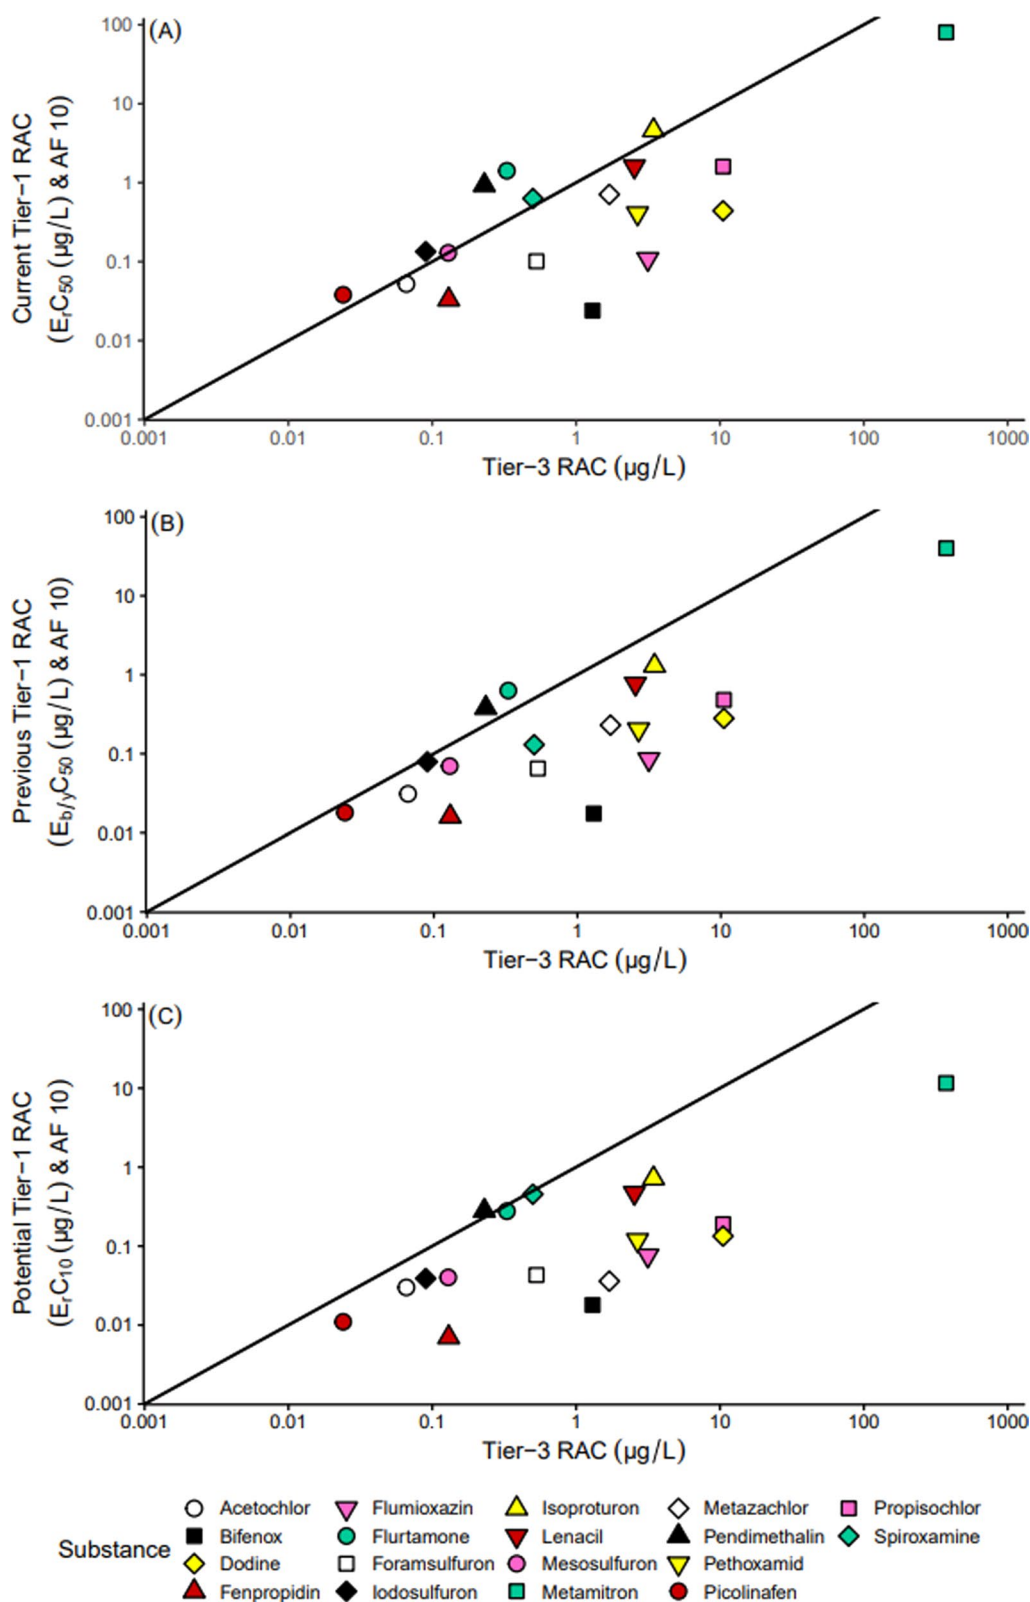 (A)
100
10
1
0.1
0.01
0.001
Current Tier−1 RAC
(ErC50 (µg/L) & AF 10)
0.001 0.01 0.1 1 10 100 1000
Tier−3 RAC (µg/L)
(B)
100
10
1
0.1
0.01
0.001
Previous Tier−1 RAC
(Eb/yC50 (µg/L) & AF 10)
0.001 0.01 0.1 1 10 100 1000
Tier−3 RAC (µg/L)
(C)
100
10
1
0.1
0.01
0.001
Potential Tier−1 RAC
(ErC10 (µg/L) & AF 10)
0.001 0.01 0.1 1 10 100 1000
Tier−3 RAC (µg/L)
Substance
Acetochlor Flumioxazin Isoproturon Metazachlor Propisochlor
Bifenox Flurtamone Lenacil Pendimethalin Spiroxamine
Dodine Foramsulfuron Mesosulfuron Pethoxamid
Fenpropidin Iodosulfuron Metamitron Picolinafen